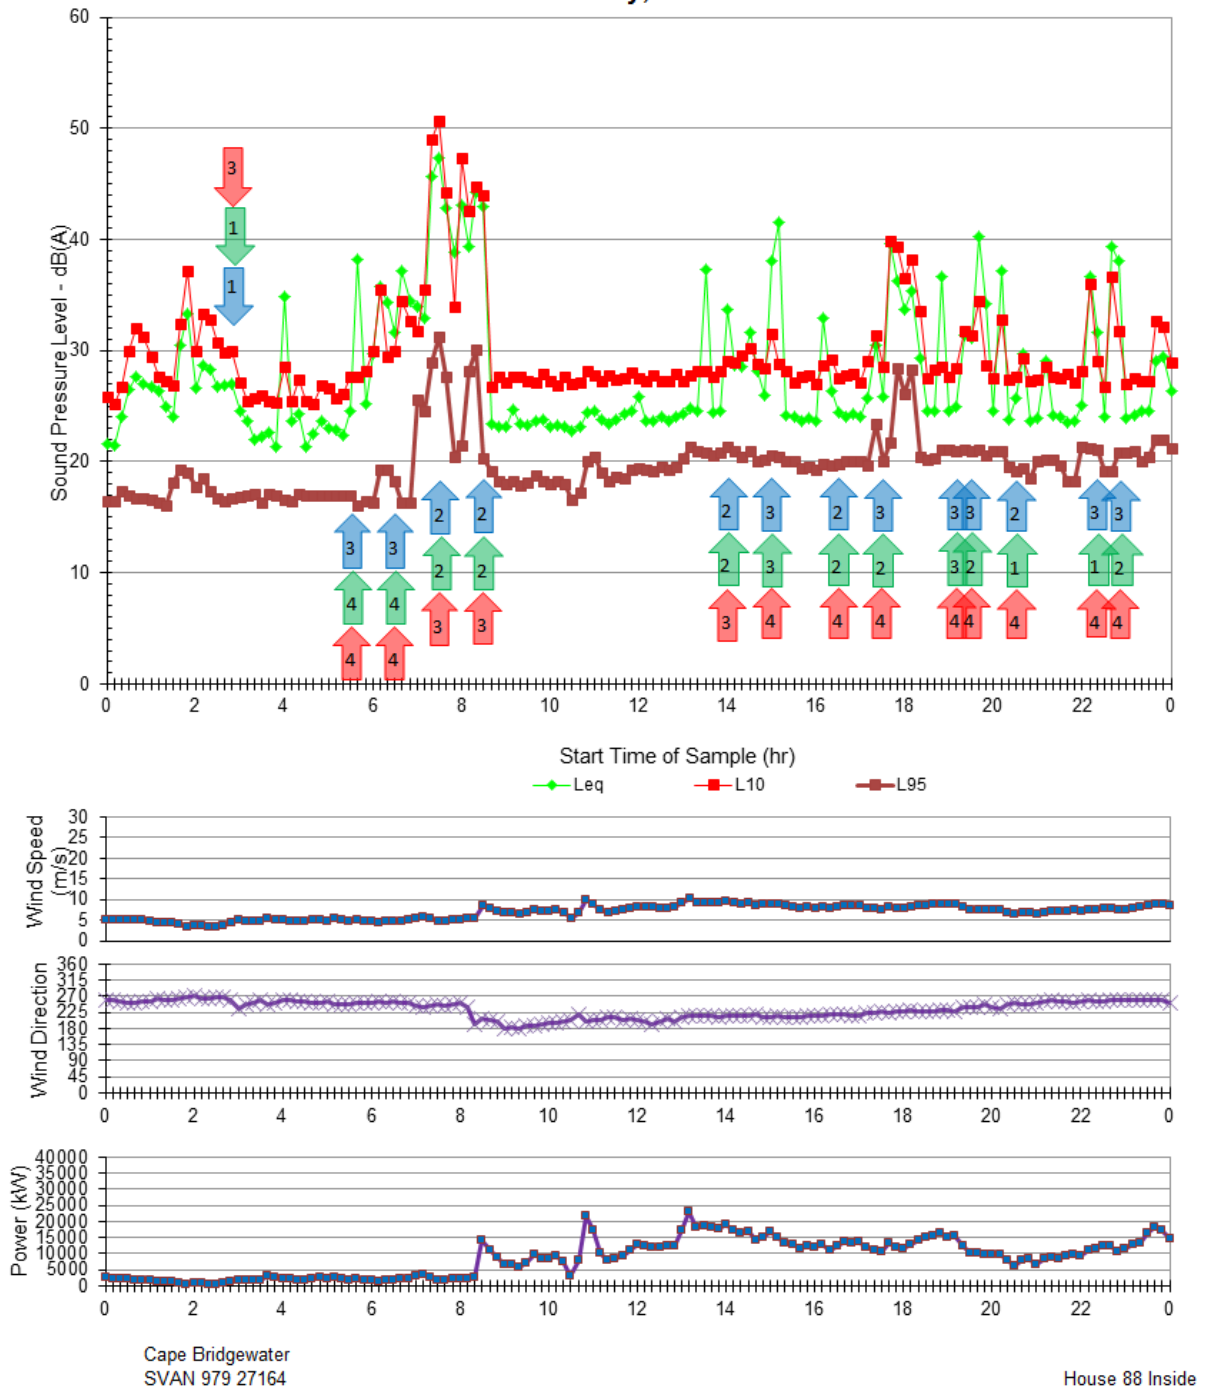 y,
60
50
40
30
20
10
0
Sound Pressure Level - dB(A)
3
1
1
2 2 2 3 2 3 3 3 2 3 3
3 3
2 2 2 3 2 2 3 2 1 1 2
4 4
3 3 3 4 4 4 4 4 4 4 4
4 4
0 2 4 6 8 10 12 14 16 18 20 22 0
Start Time of Sample (hr)
Leq L10 L95
30
25
20
15
10
5
0
Wind Speed
(m/s)
360
315
270
225
180
135
90
45
0
Wind Direction
0 2 4 6 8 10 12 14 16 18 20 22 0
40000
35000
30000
25000
20000
15000
10000
5000
0
Power (kW)
0 2 4 6 8 10 12 14 16 18 20 22 0
Cape Bridgewater
SVAN 979 27164
House 88 Inside